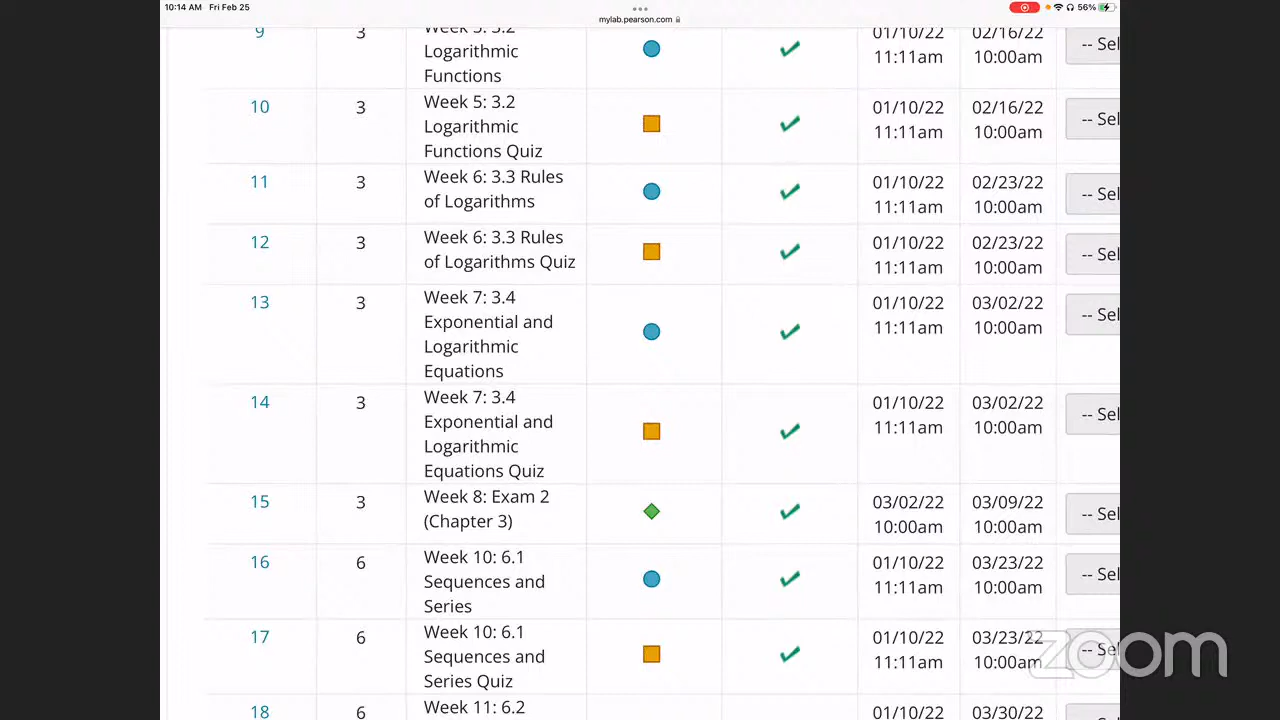 10:14 AM Fri Feb 25
mylab.pearson.com
56%
9 3 Week 5: 3.2 Logarithmic Functions 01/10/22 11:11am 02/16/22 10:00am -- Sel
10 3 Week 5: 3.2 Logarithmic Functions Quiz 01/10/22 11:11am 02/16/22 10:00am -- Sel
11 3 Week 6: 3.3 Rules of Logarithms 01/10/22 11:11am 02/23/22 10:00am -- Sel
12 3 Week 6: 3.3 Rules of Logarithms Quiz 01/10/22 11:11am 02/23/22 10:00am -- Sel
13 3 Week 7: 3.4 Exponential and Logarithmic Equations 01/10/22 11:11am 03/02/22 10:00am -- Sel
14 3 Week 7: 3.4 Exponential and Logarithmic Equations Quiz 01/10/22 11:11am 03/02/22 10:00am -- Sel
15 3 Week 8: Exam 2 (Chapter 3) 03/02/22 10:00am 03/09/22 10:00am -- Sel
16 6 Week 10: 6.1 Sequences and Series 01/10/22 11:11am 03/23/22 10:00am -- Sel
17 6 Week 10: 6.1 Sequences and Series Quiz 01/10/22 11:11am 03/23/22 10:00am -- Se
18 6 Week 11: 6.2 01/10/22 03/30/22
zoom